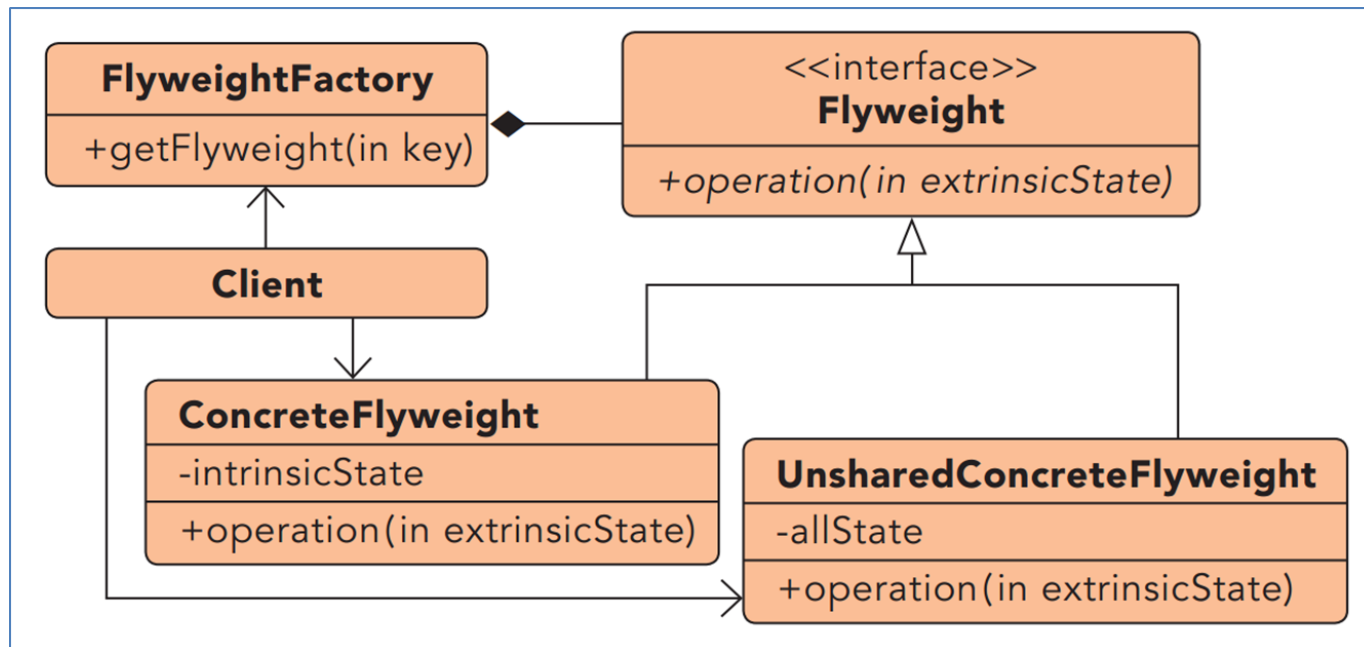 FlyweightFactory
+getFlyweight(in key)
<<interface>>
Flyweight
+operation(in extrinsicState)
Client
ConcreteFlyweight
-intrinsicState
+operation(in extrinsicState)
UnsharedConcreteFlyweight
-allState
+operation(in extrinsicState)